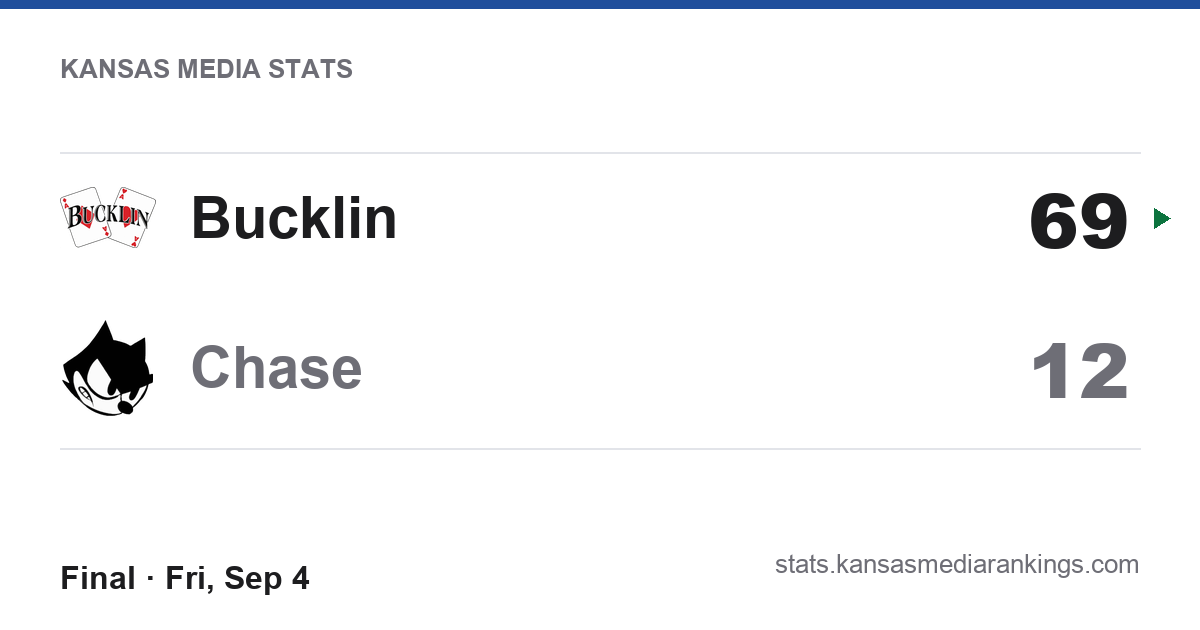 KANSAS MEDIA STATS
BUCKLIN
Bucklin 69
Chase 12
Final · Fri, Sep 4
stats.kansasmediarankings.com